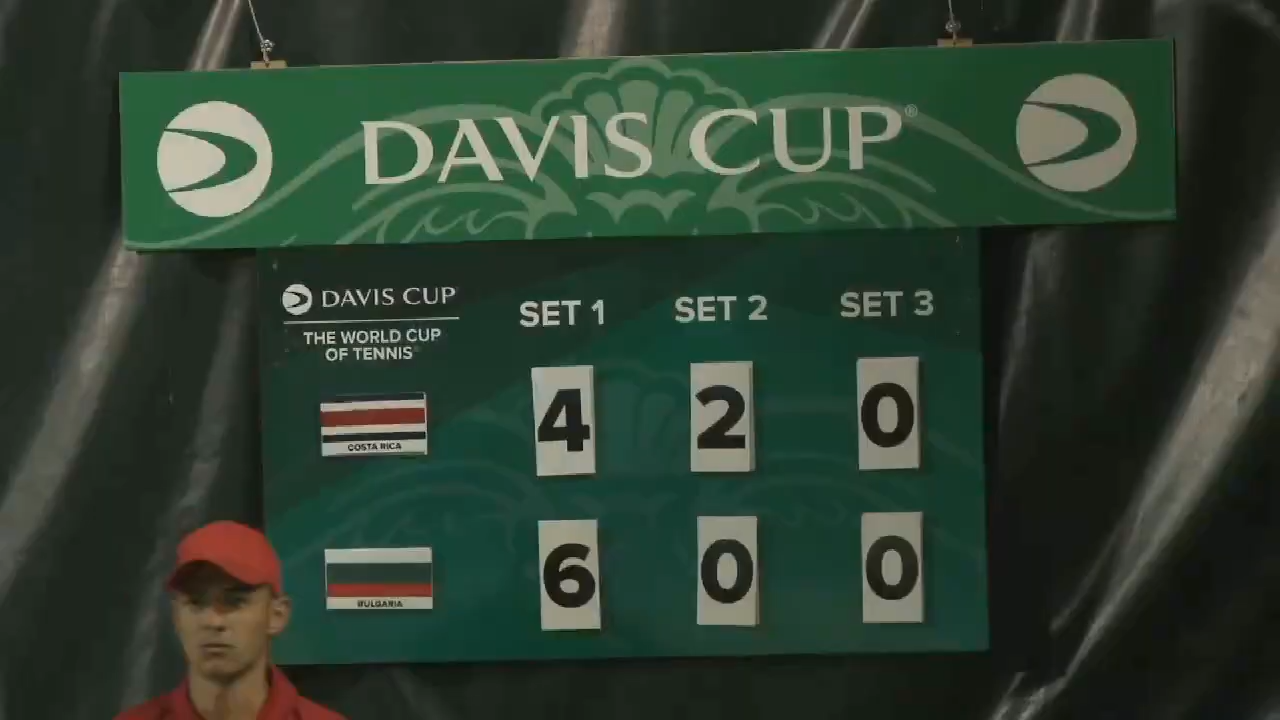 DAVIS CUP®
DAVIS CUP
SET 1 SET 2 SET 3
THE WORLD CUP
OF TENNIS
4 2 0
COSTA RICA
6 0 0
BULGARIA